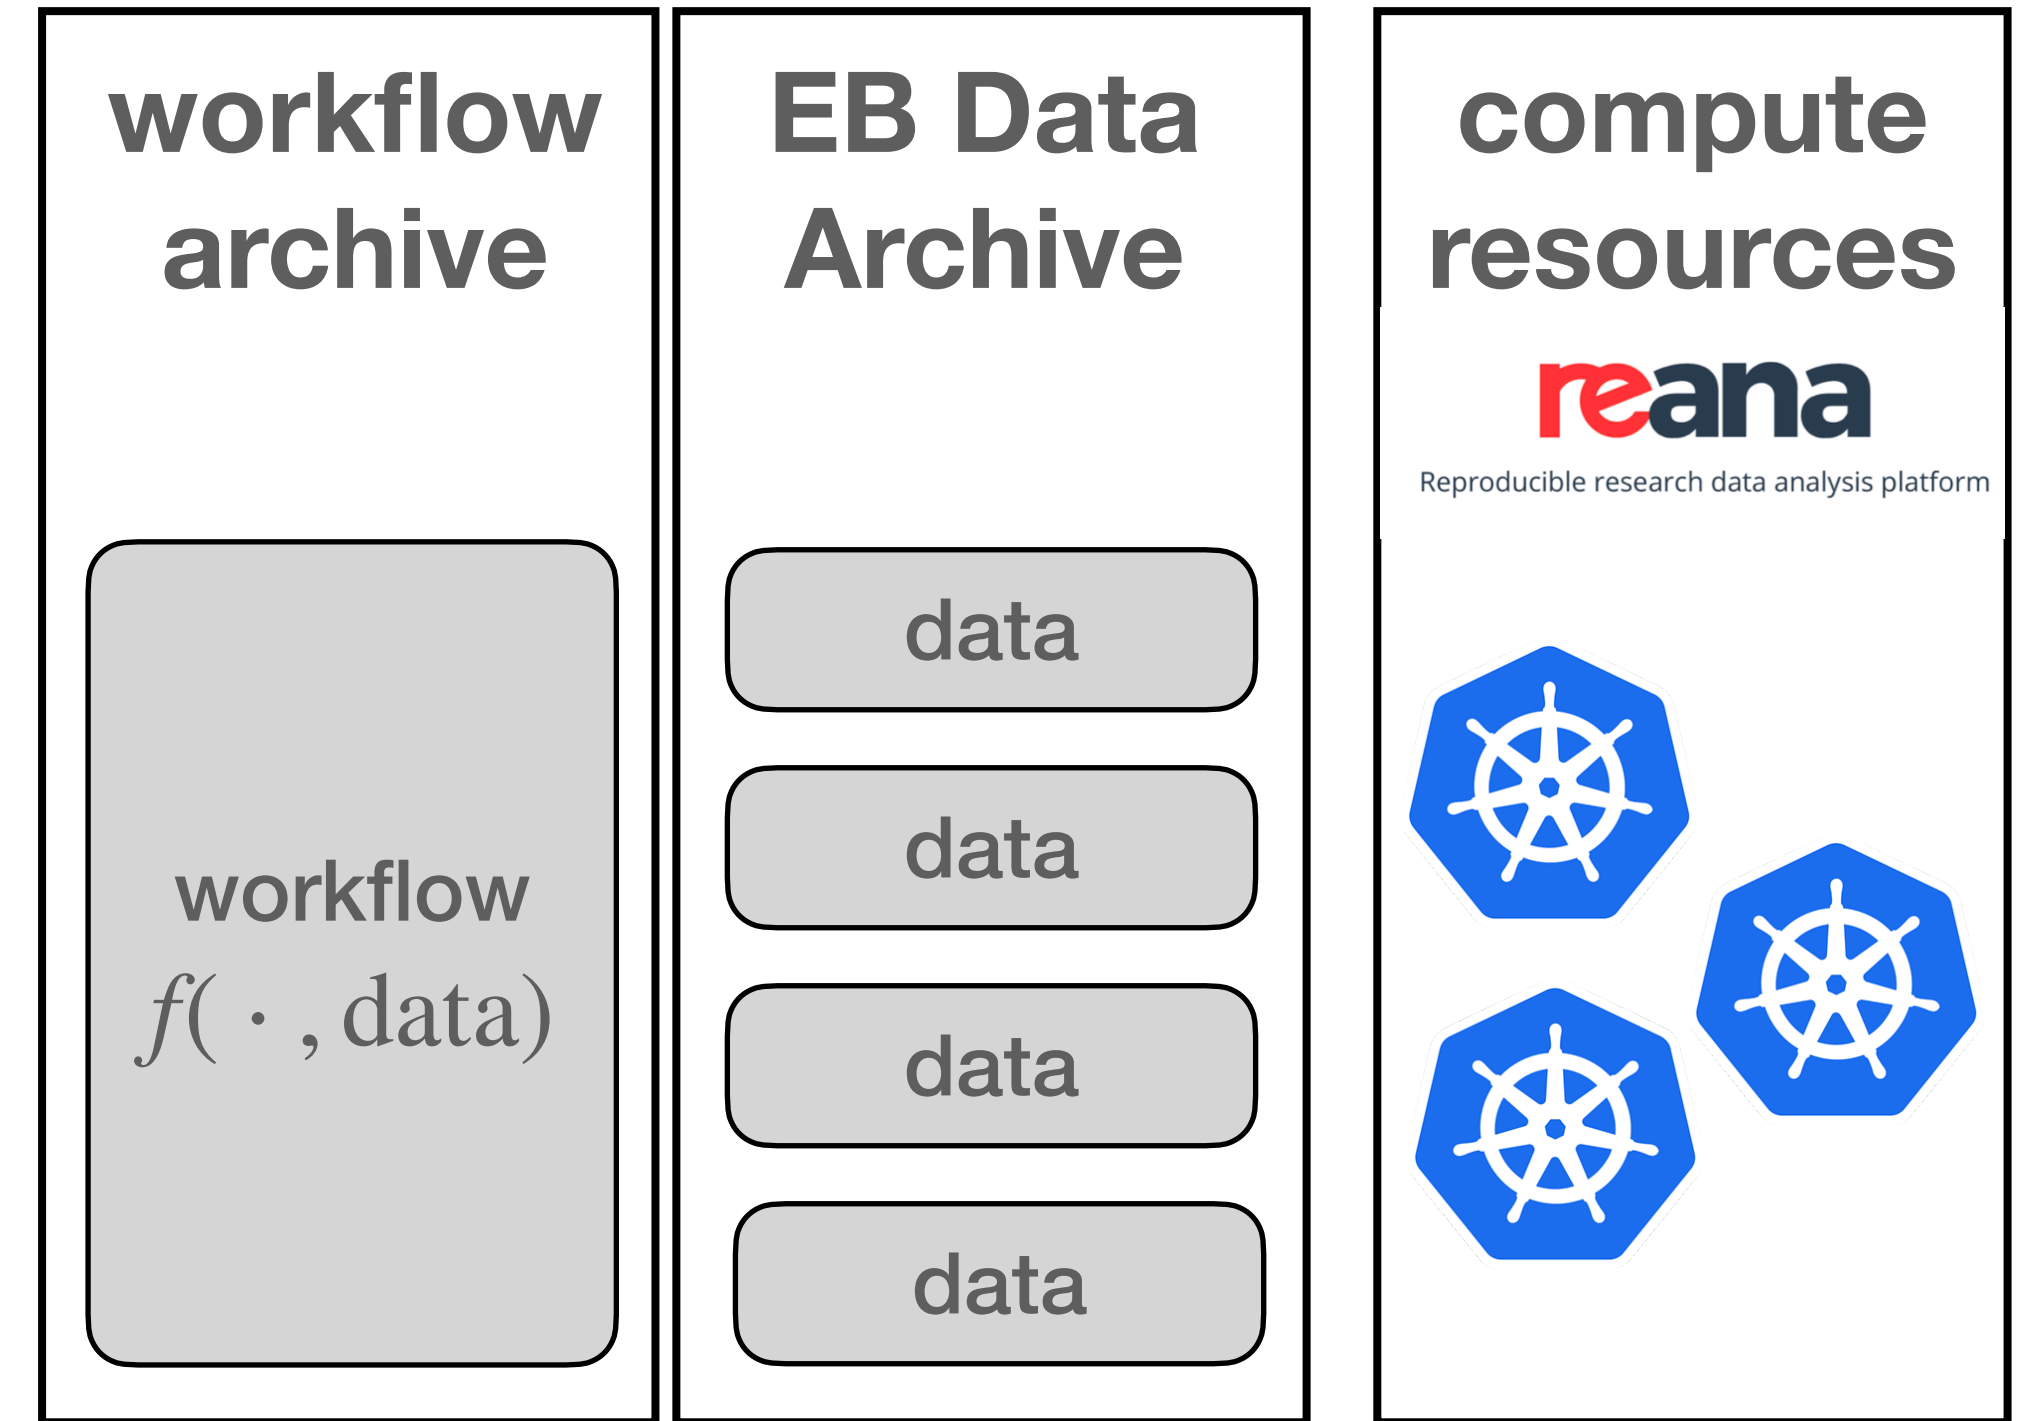 workflow
archive
workflow
f( · , data)
EB Data
Archive
data
data
data
data
compute
resources
reana
Reproducible research data analysis platform